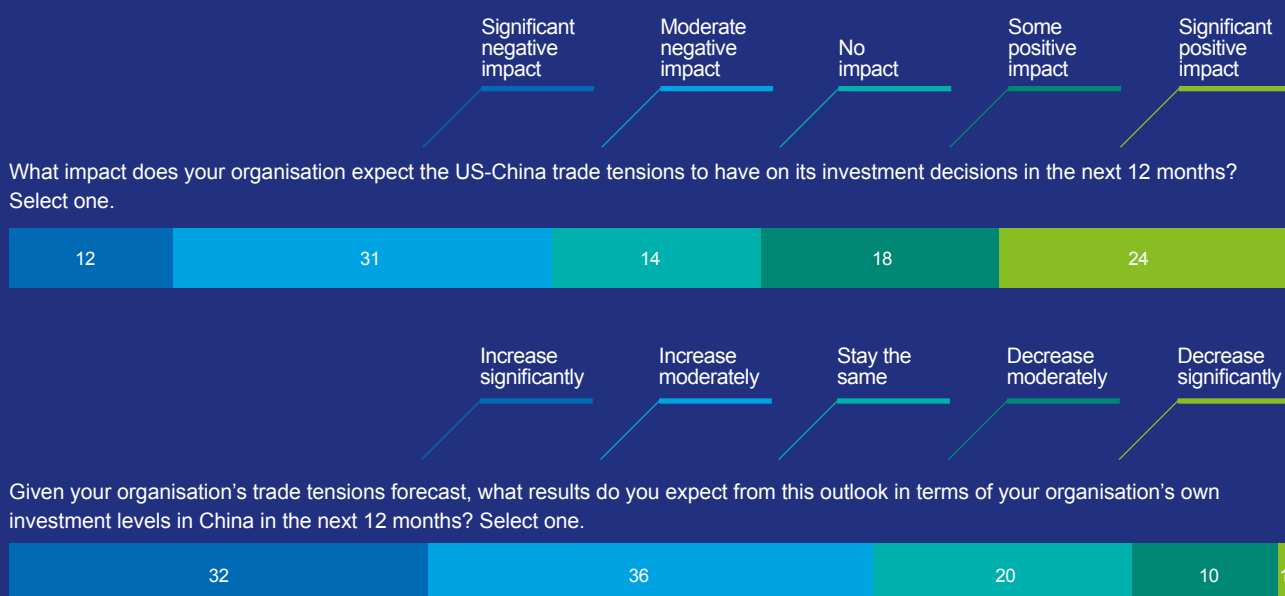 Significant
negative
impact
Moderate
negative
impact
No
impact
Some
positive
impact
Significant
positive
impact
What impact does your organisation expect the US-China trade tensions to have on its investment decisions in the next 12 months?
Select one.
12 31 14 18 24
Increase
significantly
Increase
moderately
Stay the
same
Decrease
moderately
Decrease
significantly
Given your organisation’s trade tensions forecast, what results do you expect from this outlook in terms of your organisation’s own
investment levels in China in the next 12 months? Select one.
32 36 20 10 1